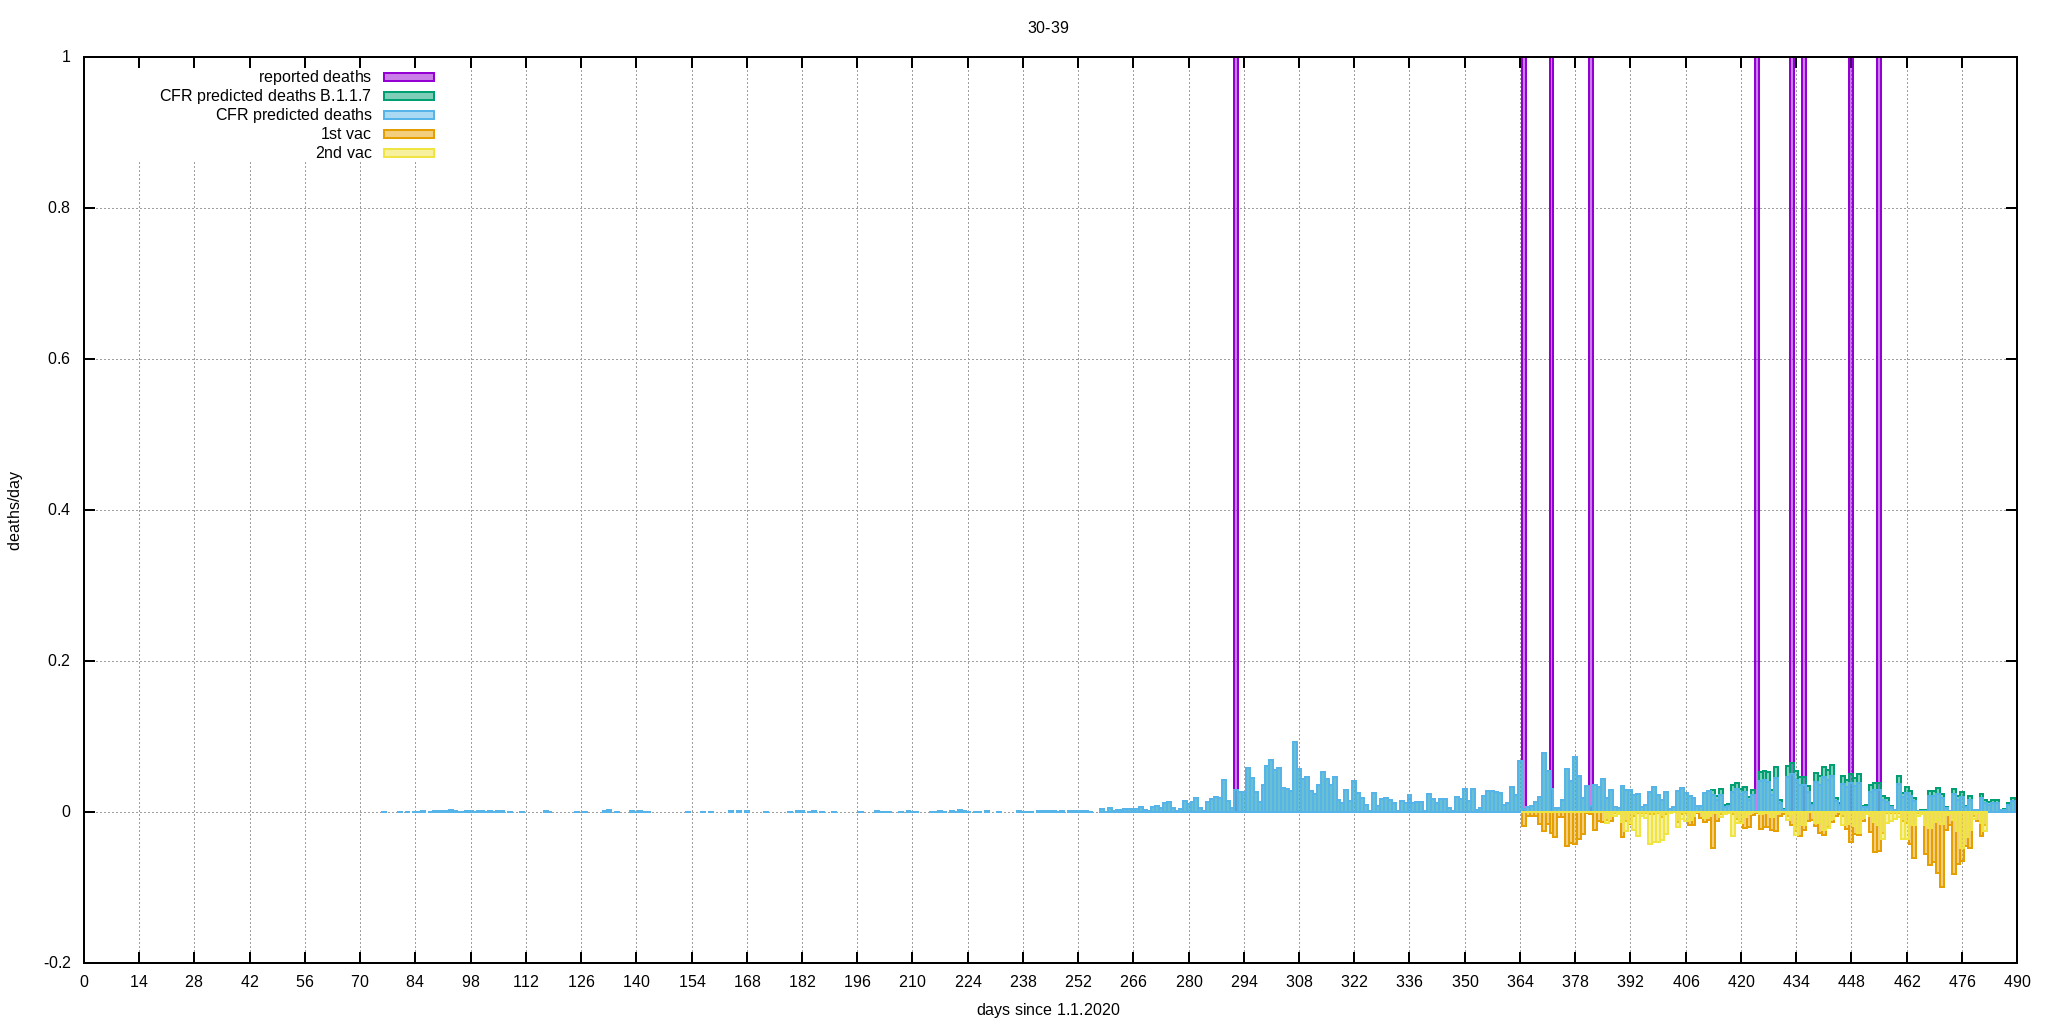 30-39
1
reported deaths
CFR predicted deaths B.1.1.7
CFR predicted deaths
1st vac
2nd vac
0.8
0.6
0.4
0.2
0
-0.2
deaths/day
0 14 28 42 56 70 84 98 112 126 140 154 168 182 196 210 224 238 252 266 280 294 308 322 336 350 364 378 392 406 420 434 448 462 476 490
days since 1.1.2020